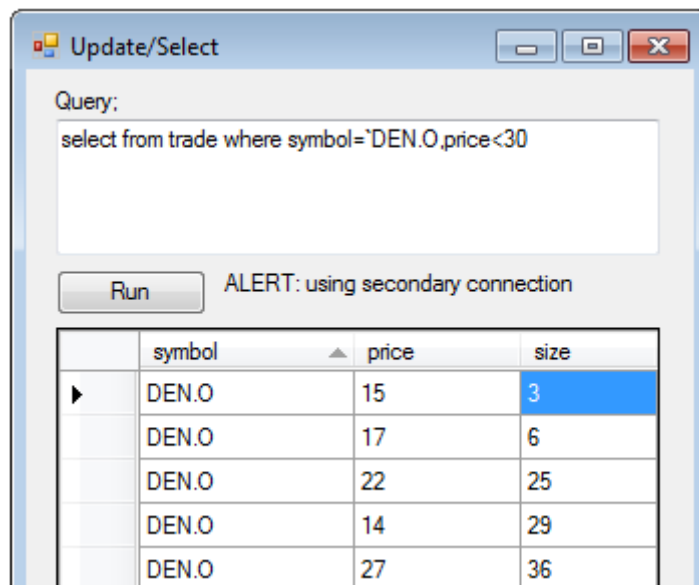 Update/Select
Query;
select from trade where symbol=`DEN.O,price<30
Run ALERT: using secondary connection
symbol price size
DEN.O 15 3
DEN.O 17 6
DEN.O 22 25
DEN.O 14 29
DEN.O 27 36